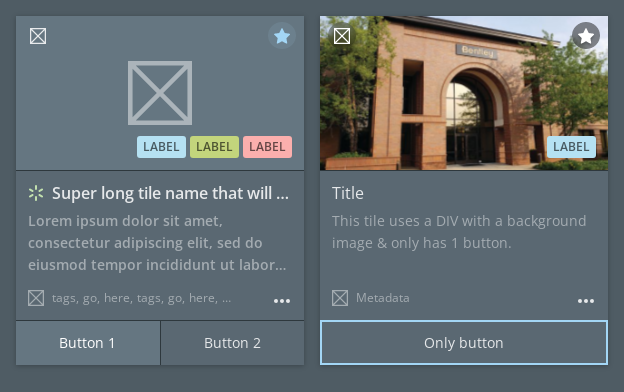 LABEL LABEL LABEL
Super long tile name that will ...
Lorem ipsum dolor sit amet,
consectetur adipiscing elit, sed do
eiusmod tempor incididunt ut labor...
tags, go, here, tags, go, here, ...
Button 1 Button 2
Bentley
LABEL
Title
This tile uses a DIV with a background
image & only has 1 button.
Metadata
Only button